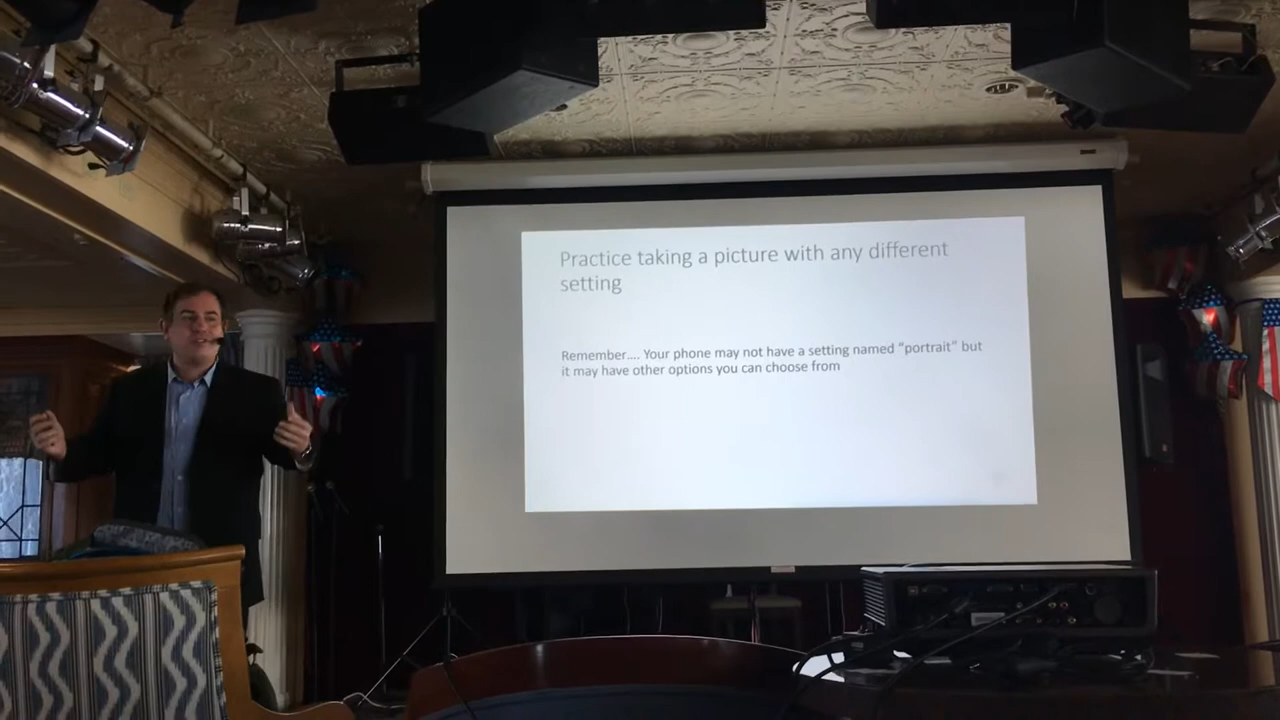 Practice taking a picture with any different
setting
Remember.... Your phone may not have a setting named “portrait” but
it may have other options you can choose from